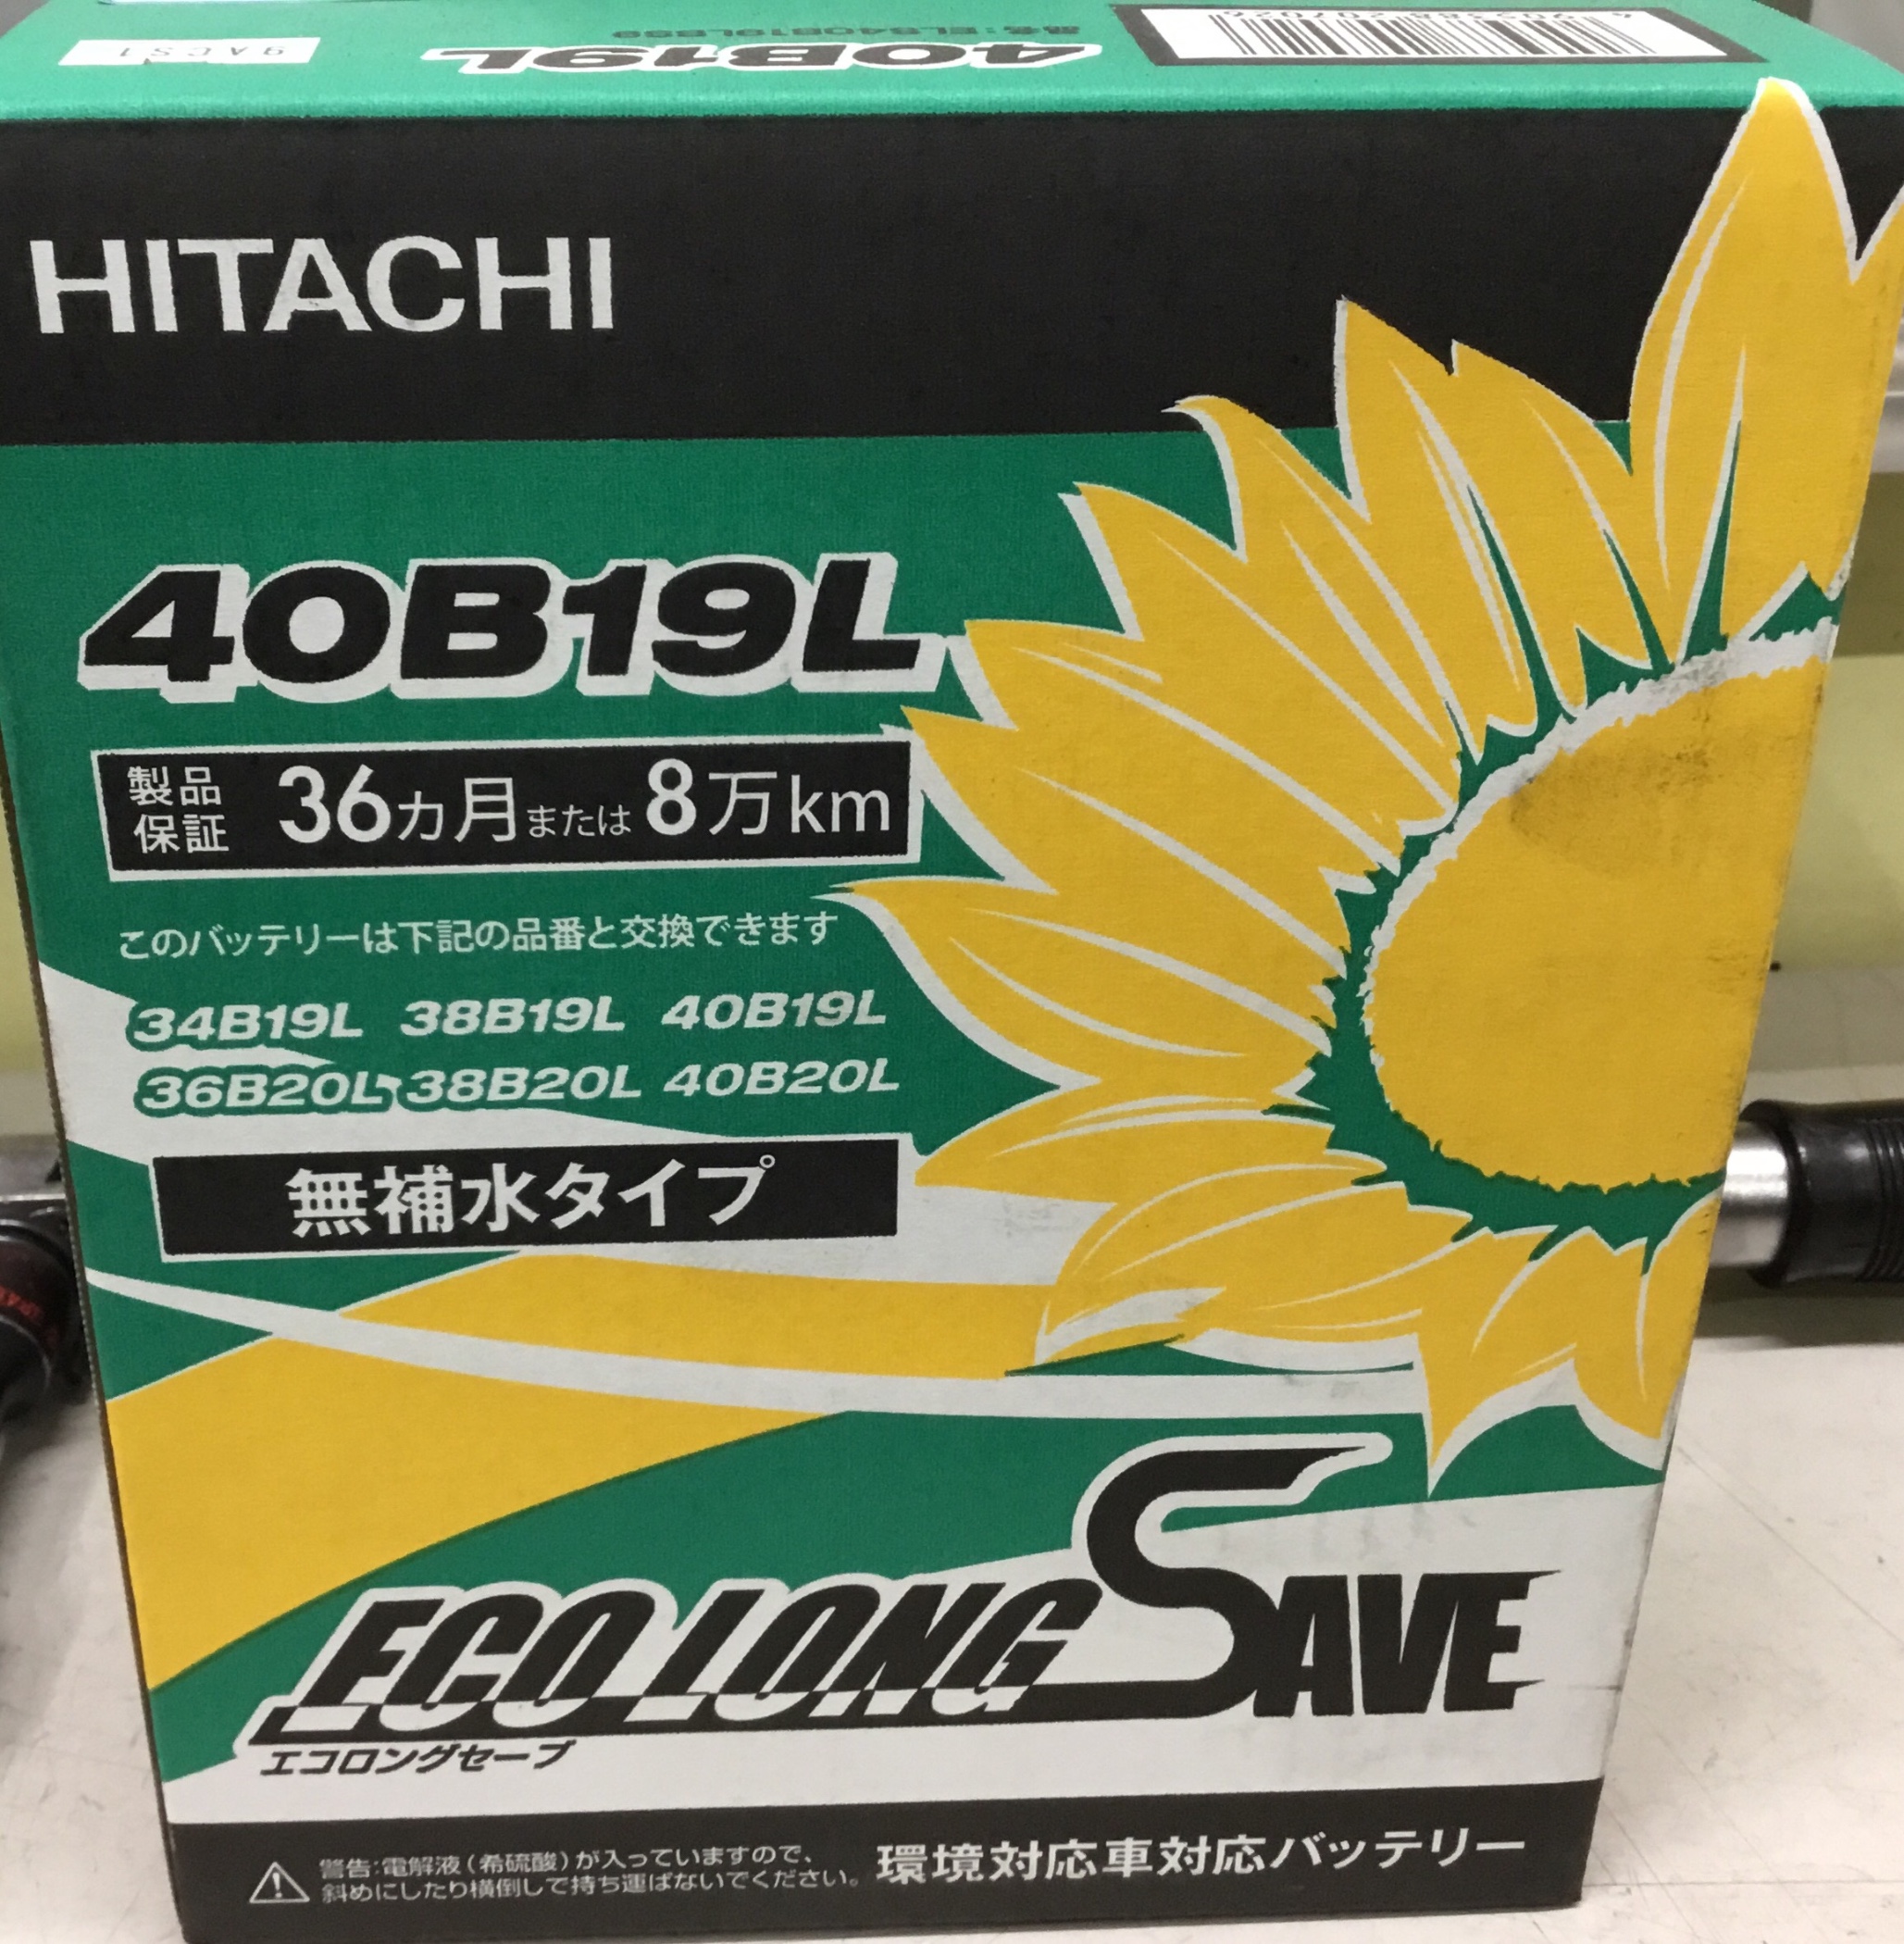 9ACS1
40B19L
品名:ELS40B19LBS9
HITACHI
40B19L
製品保証 36カ月または8万km
このバッテリーは下記の品番と交換できます
34B19L 38B19L 40B19L
36B20L 38B20L 40B20L
無補水タイプ
ECO LONG SAVE
エコロングセーブ
警告:電解液(希硫酸)が入っていますので、
斜めにしたり横倒しで持ち運ばないでください。
環境対応車対応バッテリー